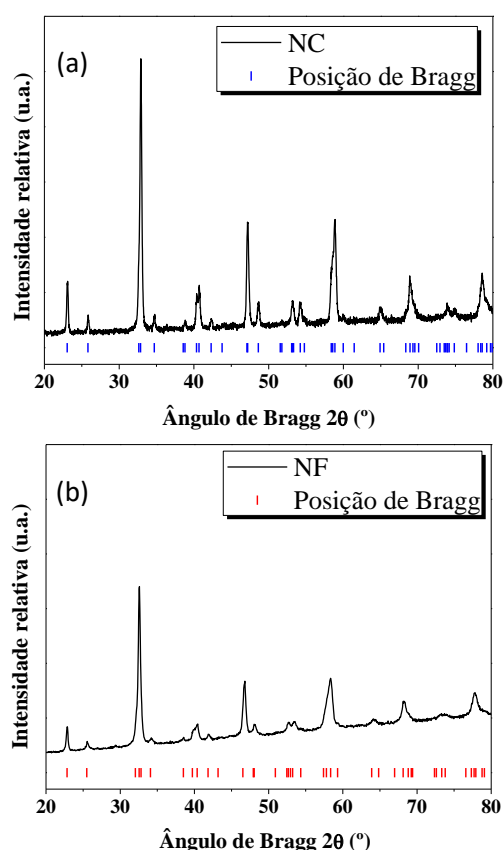 (a)
NC
Posição de Bragg
Intensidade relativa (u.a.)
20 30 40 50 60 70 80
Ângulo de Bragg 2θ (º)
(b)
NF
Posição de Bragg
Intensidade relativa (u.a.)
20 30 40 50 60 70 80
Ângulo de Bragg 2θ (º)